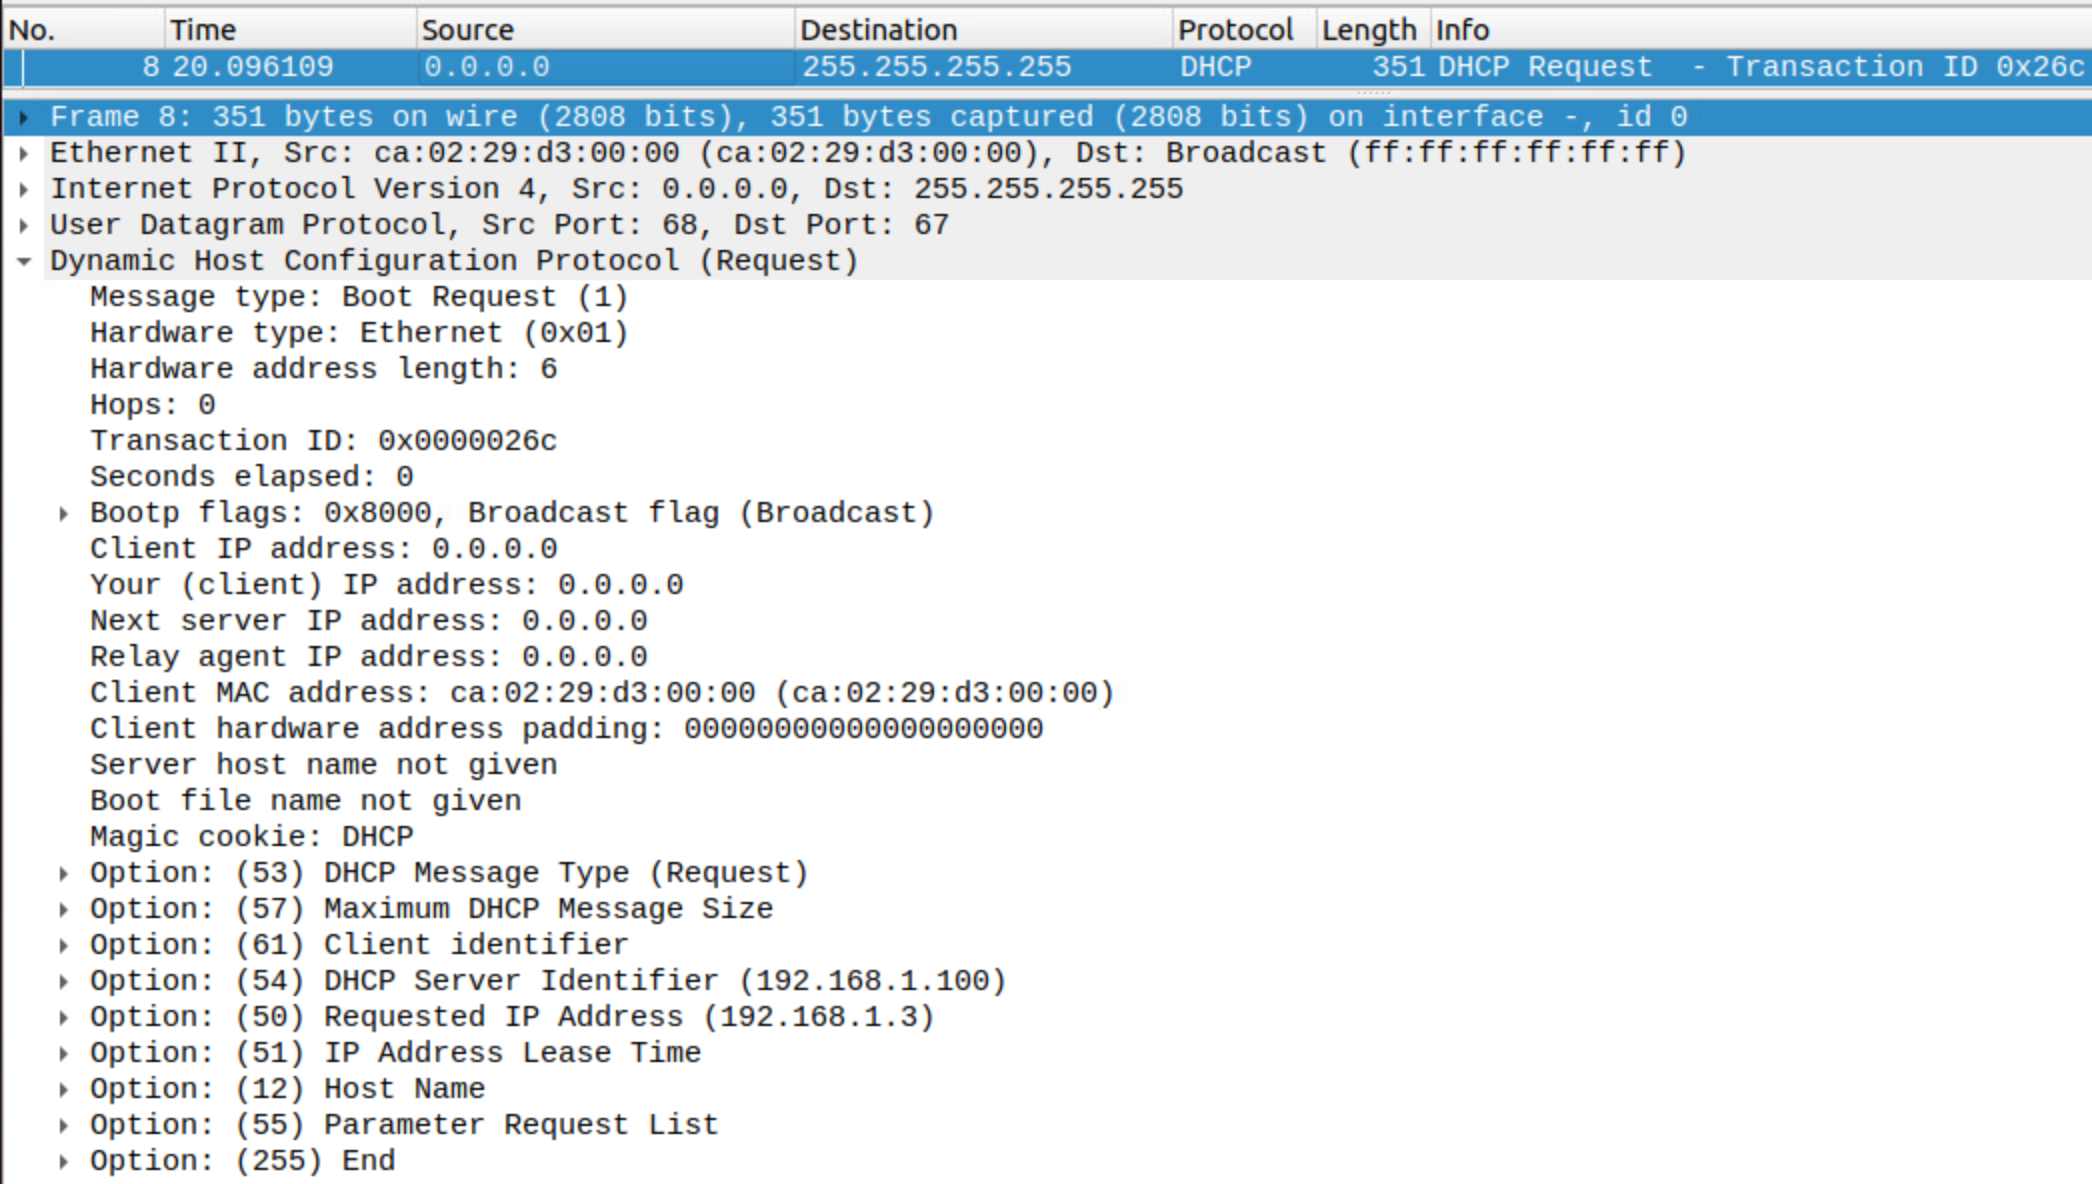 No. Time Source Destination Protocol Length Info
8 20.096109 0.0.0.0 255.255.255.255 DHCP 351 DHCP Request  - Transaction ID 0x26c
Frame 8: 351 bytes on wire (2808 bits), 351 bytes captured (2808 bits) on interface -, id 0
Ethernet II, Src: ca:02:29:d3:00:00 (ca:02:29:d3:00:00), Dst: Broadcast (ff:ff:ff:ff:ff:ff)
Internet Protocol Version 4, Src: 0.0.0.0, Dst: 255.255.255.255
User Datagram Protocol, Src Port: 68, Dst Port: 67
Dynamic Host Configuration Protocol (Request)
Message type: Boot Request (1)
Hardware type: Ethernet (0x01)
Hardware address length: 6
Hops: 0
Transaction ID: 0x0000026c
Seconds elapsed: 0
Bootp flags: 0x8000, Broadcast flag (Broadcast)
Client IP address: 0.0.0.0
Your (client) IP address: 0.0.0.0
Next server IP address: 0.0.0.0
Relay agent IP address: 0.0.0.0
Client MAC address: ca:02:29:d3:00:00 (ca:02:29:d3:00:00)
Client hardware address padding: 00000000000000000000
Server host name not given
Boot file name not given
Magic cookie: DHCP
Option: (53) DHCP Message Type (Request)
Option: (57) Maximum DHCP Message Size
Option: (61) Client identifier
Option: (54) DHCP Server Identifier (192.168.1.100)
Option: (50) Requested IP Address (192.168.1.3)
Option: (51) IP Address Lease Time
Option: (12) Host Name
Option: (55) Parameter Request List
Option: (255) End